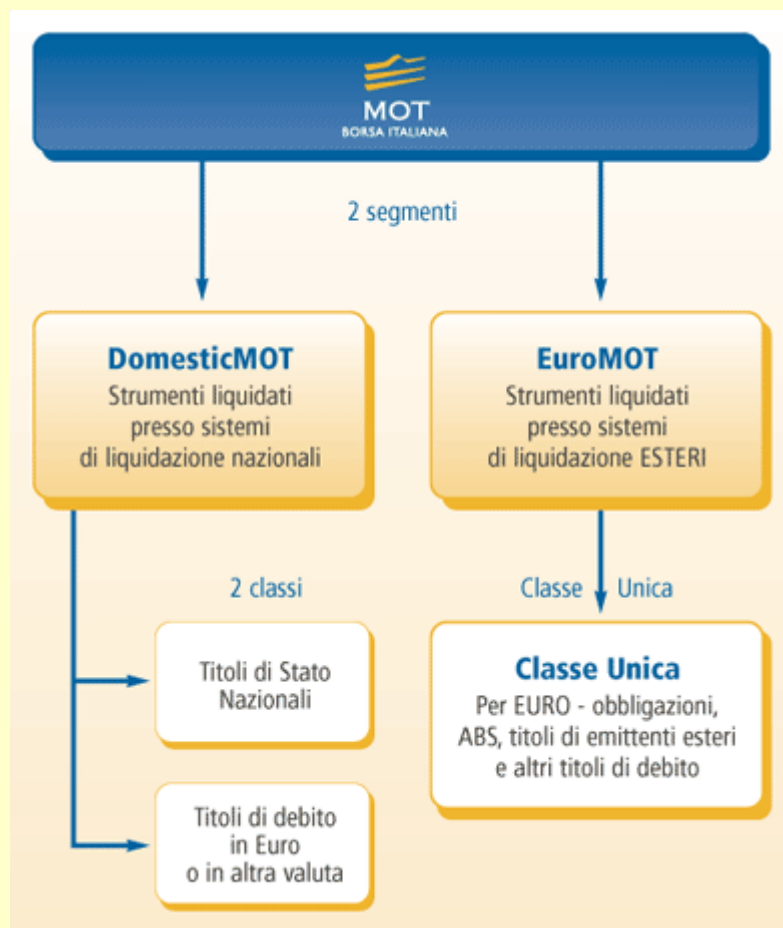 MOT
BORSA ITALIANA
2 segmenti
DomesticMOT
Strumenti liquidati
presso sistemi
di liquidazione nazionali
EuroMOT
Strumenti liquidati
presso sistemi
di liquidazione ESTERI
2 classi
Titoli di Stato
Nazionali
Titoli di debito
in Euro
o in altra valuta
Classe Unica
Classe Unica
Per EURO - obbligazioni,
ABS, titoli di emittenti esteri
e altri titoli di debito